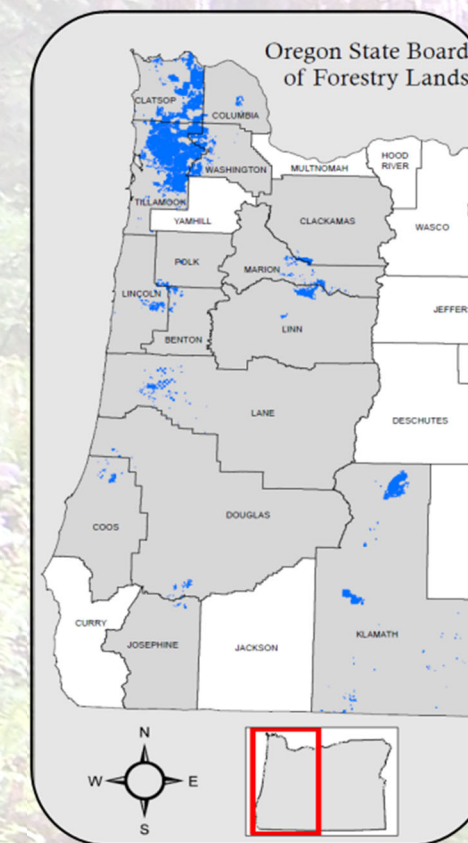 Oregon State Board
of Forestry Lands
CLATSOP
COLUMBIA
HOOD
RIVER
WASHINGTON
MULTNOMAH
TILLAMOOK
YAMHILL
CLACKAMAS
WASCO
POLK
MARION
LINCOLN
JEFFER
LINN
BENTON
LANE
DESCHUTES
DOUGLAS
COOS
CURRY
JOSEPHINE
JACKSON
KLAMATH
N
W E
S